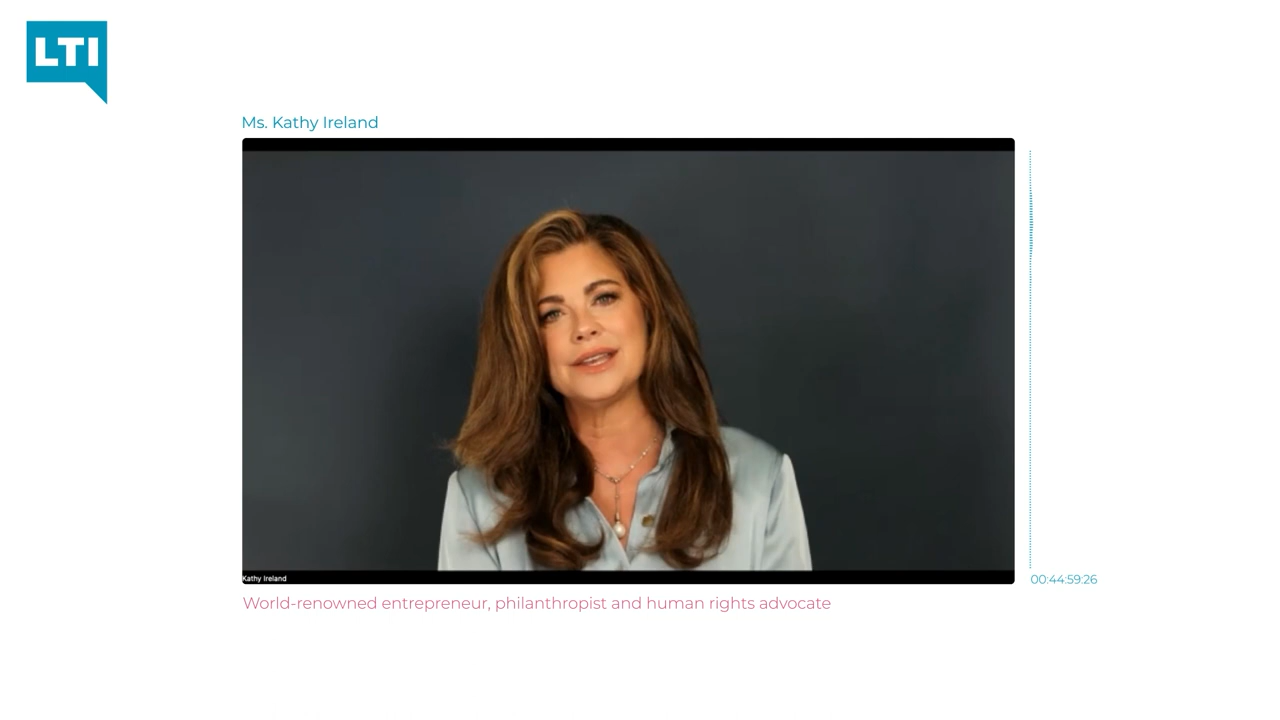 LTI
Ms. Kathy Ireland
Kathy Ireland
00:44:59:26
World-renowned entrepreneur, philanthropist and human rights advocate